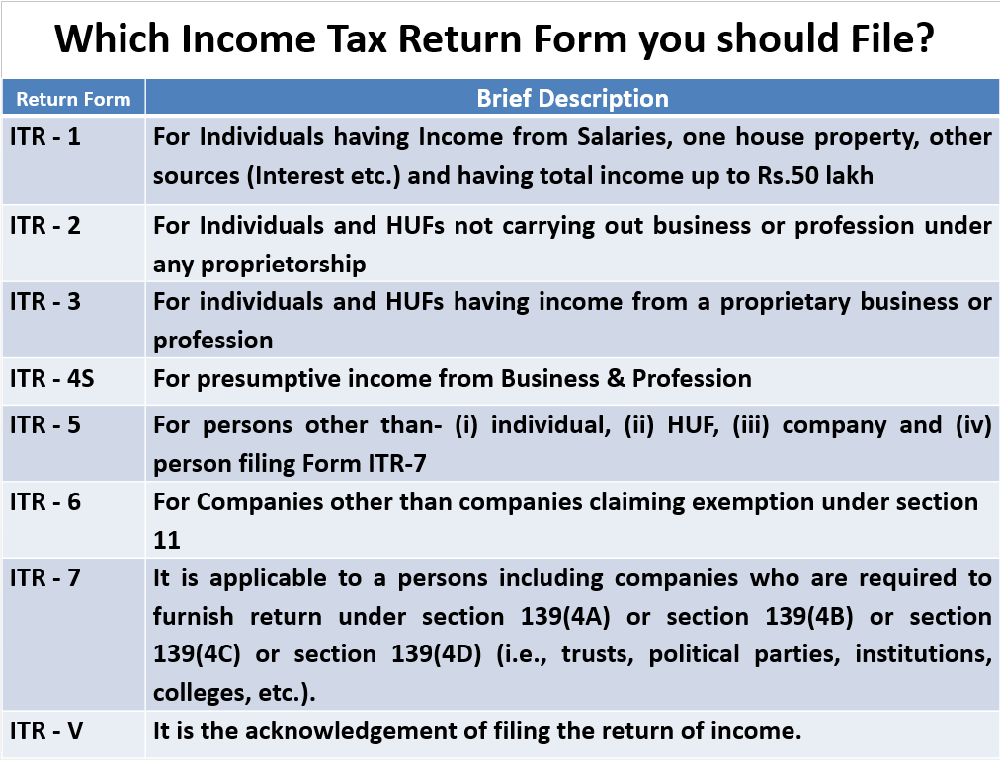 Which Income Tax Return Form you should File?
Return Form Brief Description
ITR - 1 For Individuals having Income from Salaries, one house property, other
sources (Interest etc.) and having total income up to Rs.50 lakh
ITR - 2 For Individuals and HUFs not carrying out business or profession under
any proprietorship
ITR - 3 For individuals and HUFs having income from a proprietary business or
profession
ITR - 4S For presumptive income from Business & Profession
ITR - 5 For persons other than- (i) individual, (ii) HUF, (iii) company and (iv)
person filing Form ITR-7
ITR - 6 For Companies other than companies claiming exemption under section
11
ITR - 7 It is applicable to a persons including companies who are required to
furnish return under section 139(4A) or section 139(4B) or section
139(4C) or section 139(4D) (i.e., trusts, political parties, institutions,
colleges, etc.).
ITR - V It is the acknowledgement of filing the return of income.